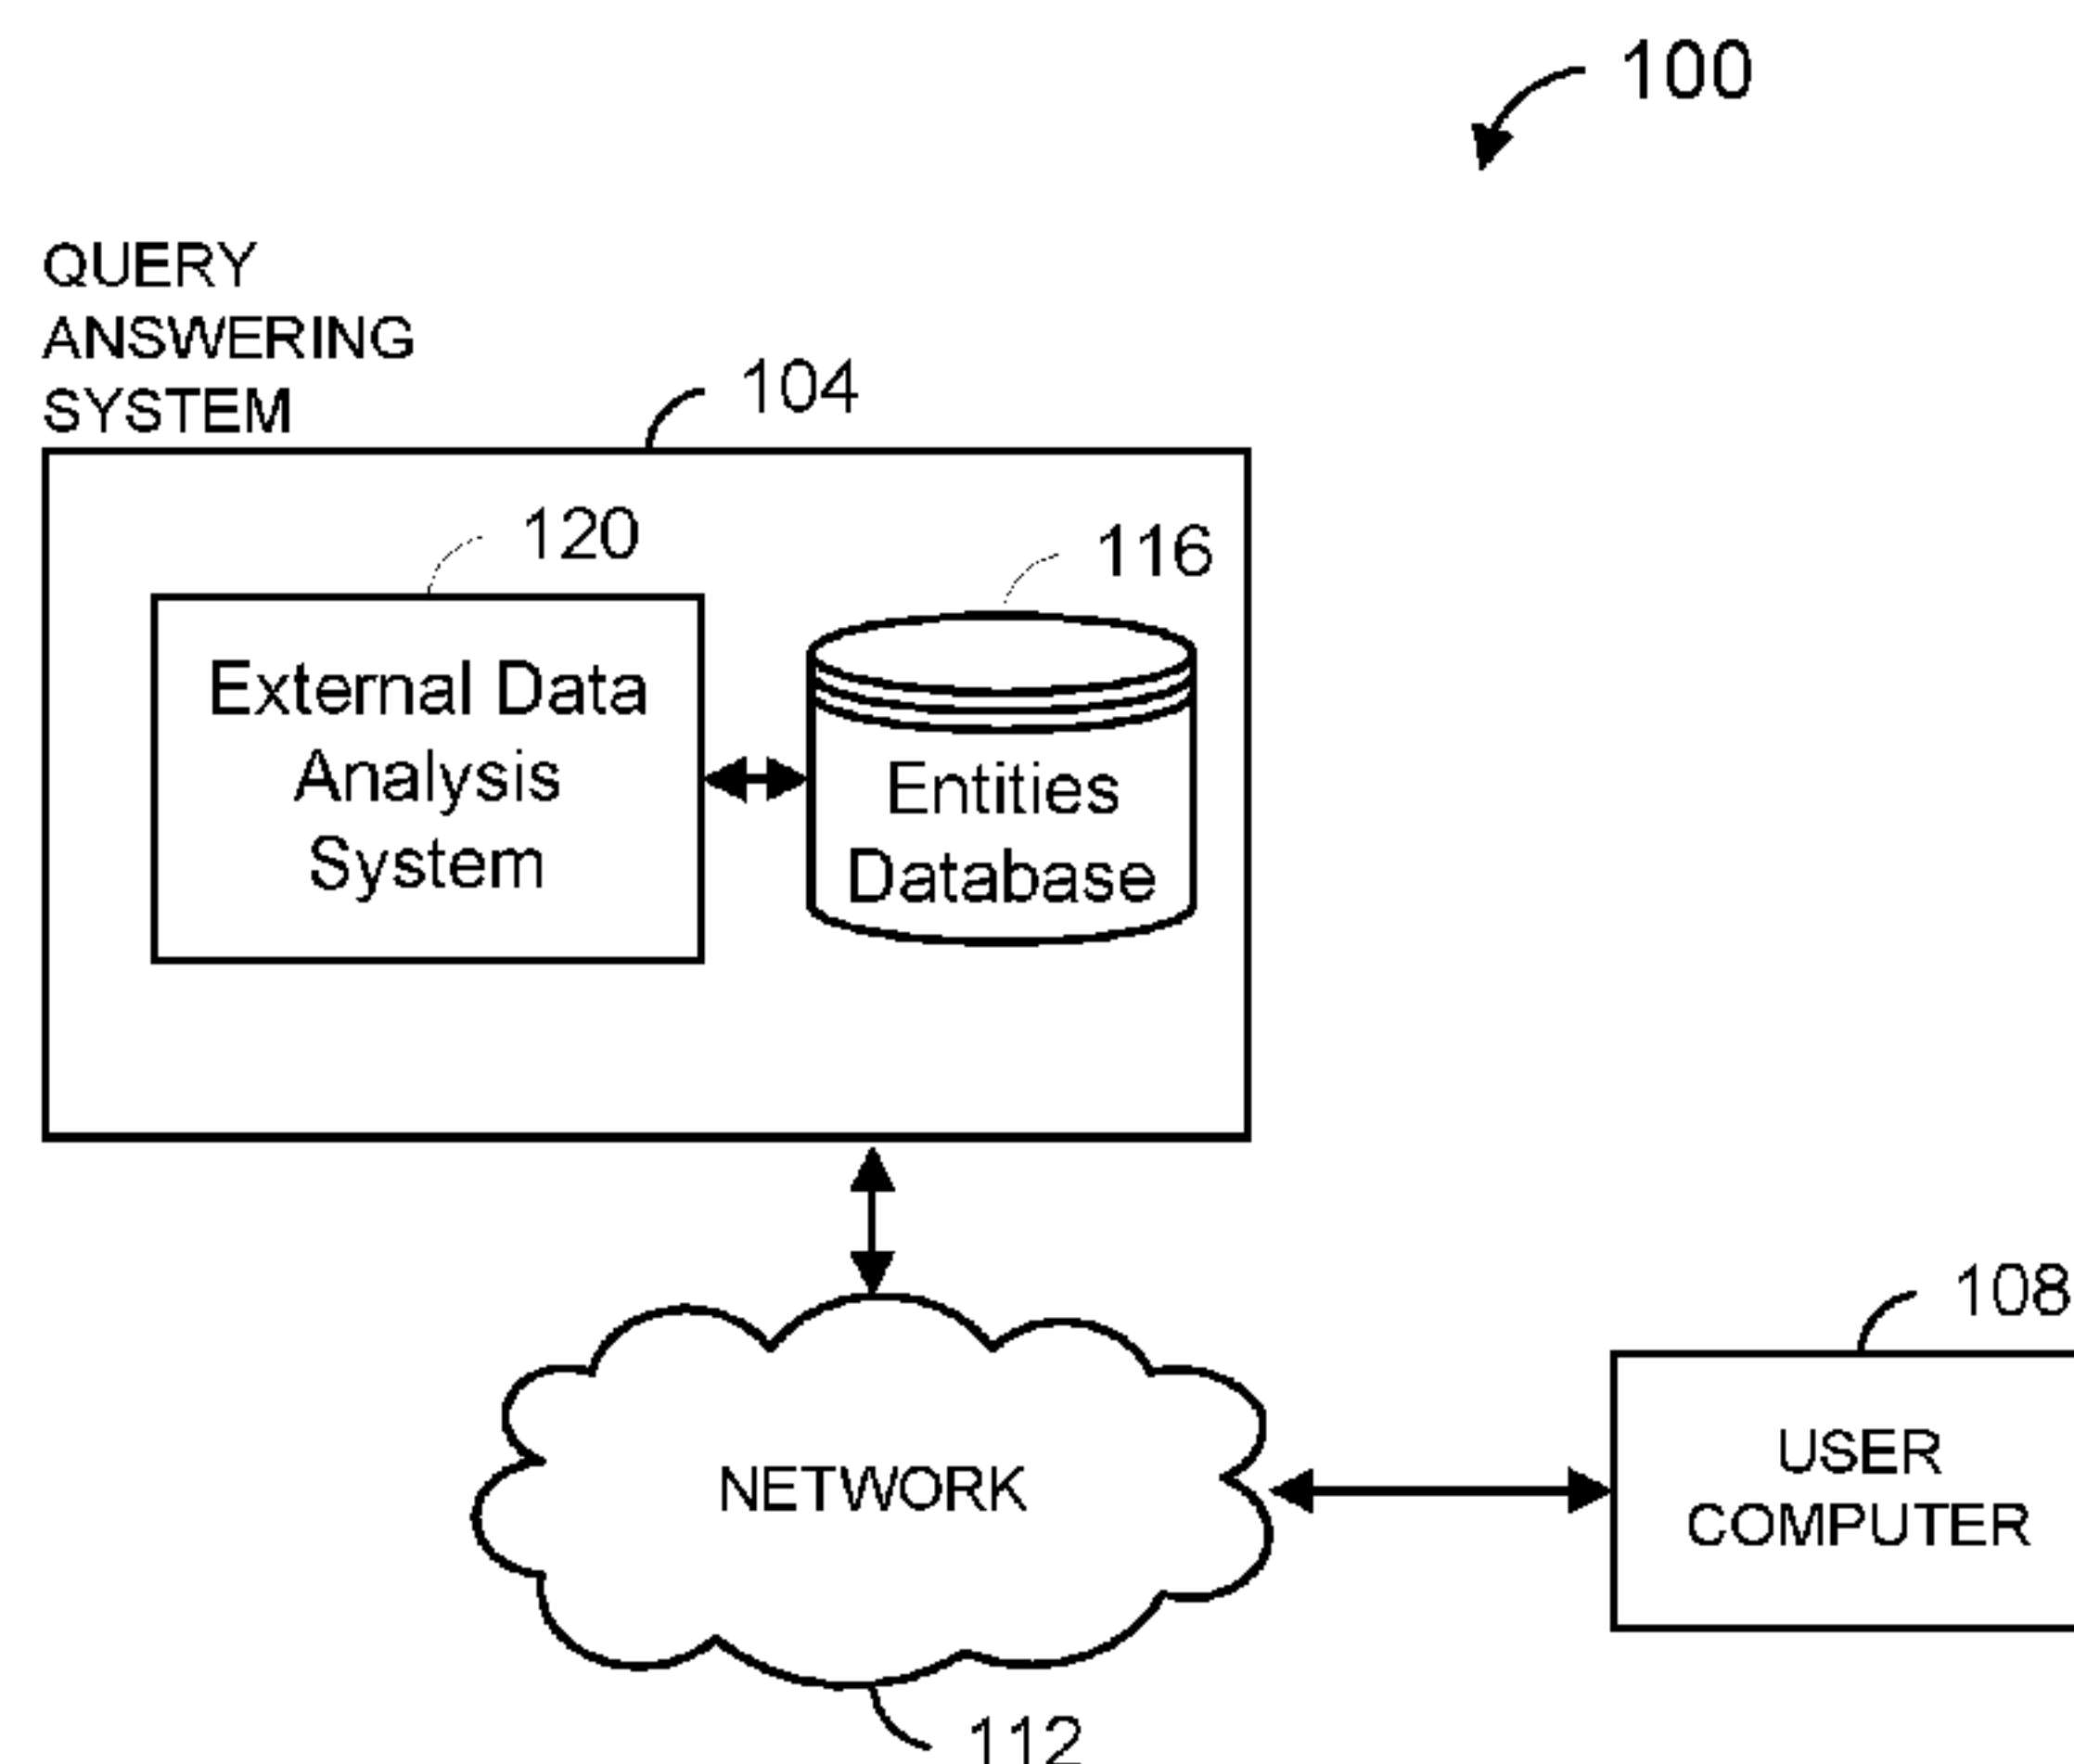 100
QUERY
ANSWERING
SYSTEM
104
120
116
External Data
Analysis
System
Entities
Database
108
NETWORK
USER
COMPUTER
112